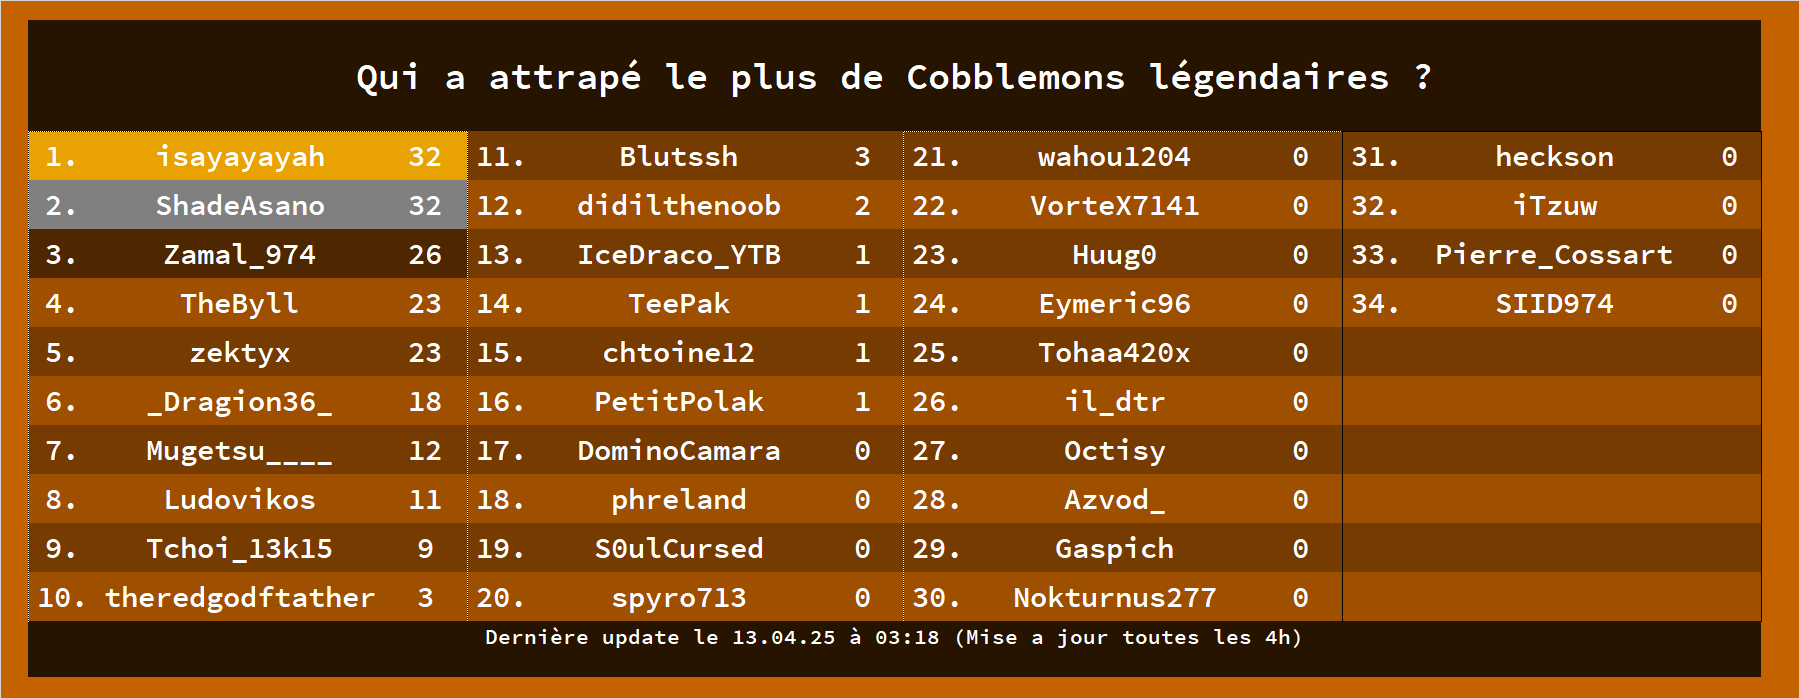 Qui a attrapé le plus de Cobblemons légendaires ?
1. isayayayah 32
2. ShadeAsano 32
3. Zamal_974 26
4. TheByll 23
5. zektyx 23
6. _Dragion36_ 18
7. Mugetsu____ 12
8. Ludovikos 11
9. Tchoi_13k15 9
10. theredgodftather 3
11. Blutssh 3
12. didilthenoob 2
13. IceDraco_YTB 1
14. TeePak 1
15. chtoine12 1
16. PetitPolak 1
17. DominoCamara 0
18. phreland 0
19. S0ulCursed 0
20. spyro713 0
21. wahou1204 0
22. VorteX7141 0
23. Huug0 0
24. Eymeric96 0
25. Tohaa420x 0
26. il_dtr 0
27. Octisy 0
28. Azvod_ 0
29. Gaspich 0
30. Nokturnus277 0
31. heckson 0
32. iTzuw 0
33. Pierre_Cossart 0
34. SIID974 0
Dernière update le 13.04.25 à 03:18 (Mise a jour toutes les 4h)